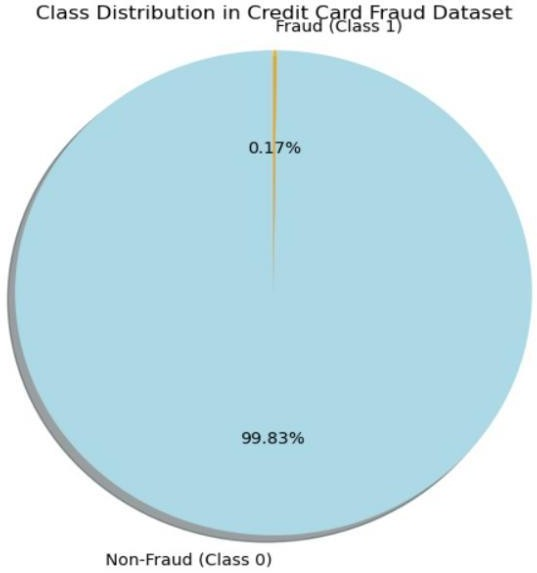 Class Distribution in Credit Card Fraud Dataset
Fraud (Class 1)
0.17%
99.83%
Non-Fraud (Class 0)